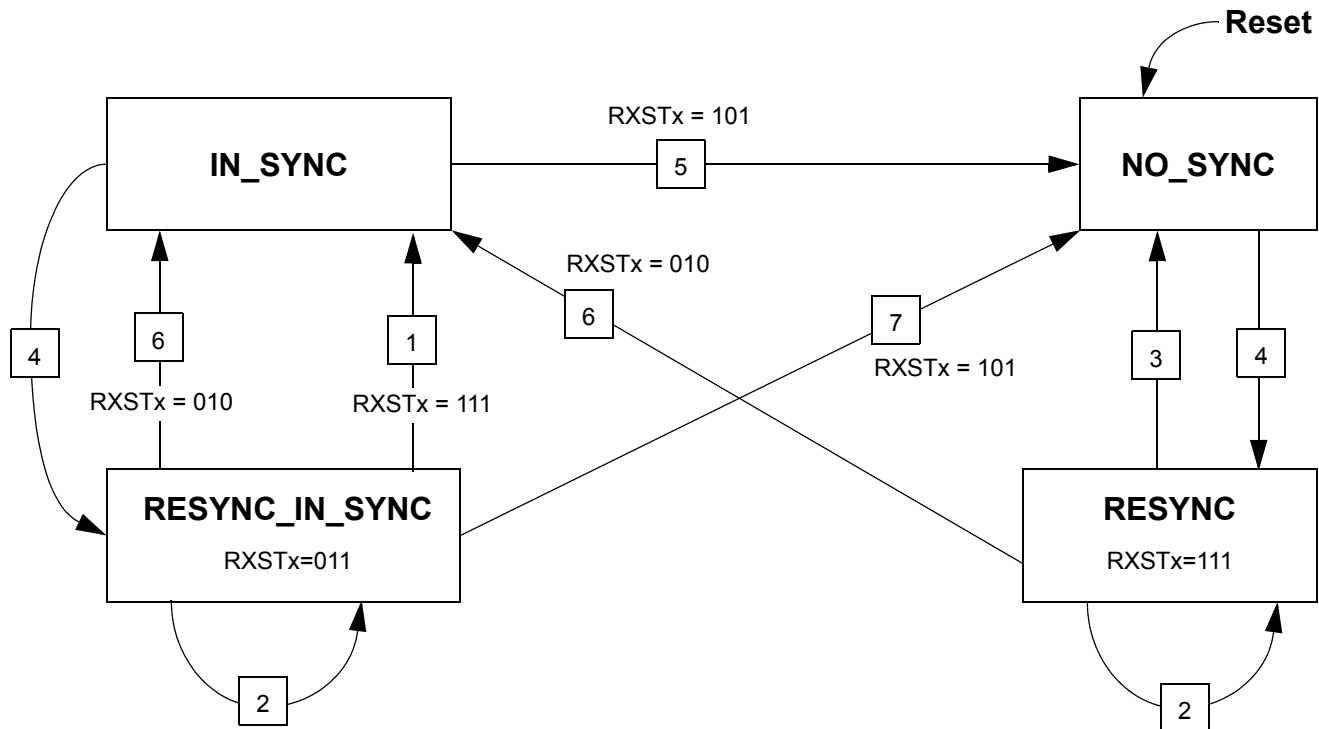 Reset
RXSTx = 101
IN_SYNC
5
NO_SYNC
RXSTx = 010
6
7
4
6
1
3
4
RXSTx = 101
RXSTx = 010
RXSTx = 111
RESYNC_IN_SYNC
RXSTx=011
RESYNC
RXSTx=111
2
2